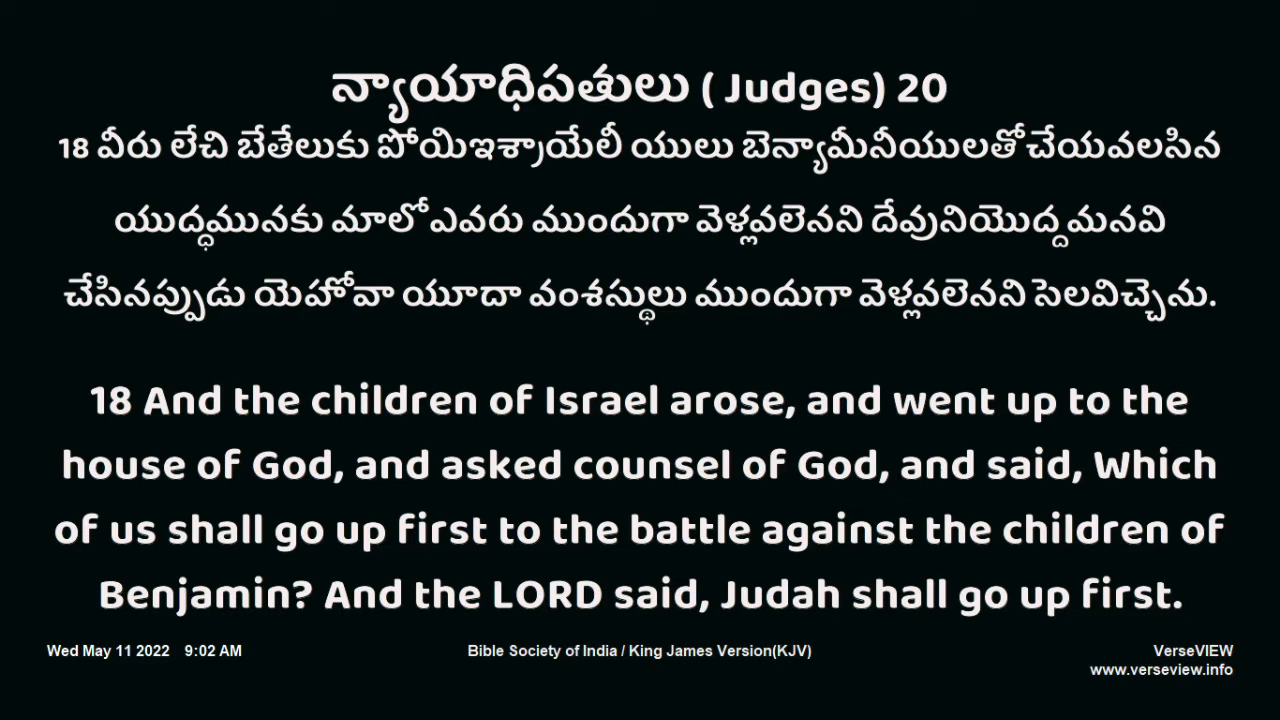 న్యాయాధిపతులు ( Judges) 20
18 వీరు లేచి బేతేలుకు పోయిఇశ్రాయేలీ యులు బెన్యామీనీయులతోచేయవలసిన
యుద్ధమునకు మాలోఎవరు ముందుగా వెళ్లవలెనని దేవునియొద్దమనవి
చేసినప్పుడు యెహోవా యూదా వంశస్థులు ముందుగా వెళ్లవలెనని సెలవిచ్చెను.
18 And the children of Israel arose, and went up to the
house of God, and asked counsel of God, and said, Which
of us shall go up first to the battle against the children of
Benjamin? And the LORD said, Judah shall go up first.
Wed May 11 2022 9:02 AM
Bible Society of India / King James Version(KJV)
VerseVIEW
www.verseview.info